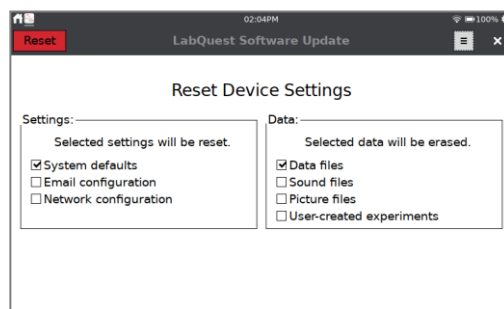 02:04PM
100%
Reset
LabQuest Software Update
Reset Device Settings
Settings:
Selected settings will be reset.
System defaults
Email configuration
Network configuration
Data:
Selected data will be erased.
Data files
Sound files
Picture files
User-created experiments